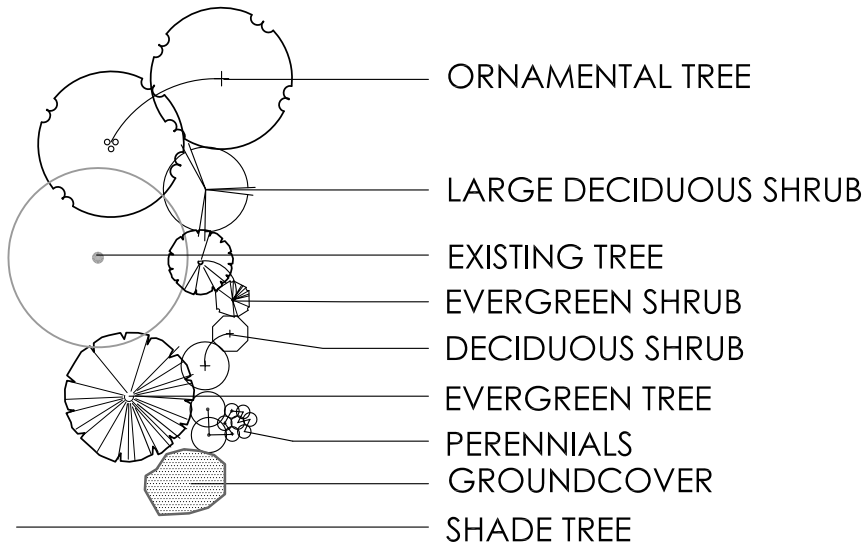 ORNAMENTAL TREE
LARGE DECIDUOUS SHRUB
EXISTING TREE
EVERGREEN SHRUB
DECIDUOUS SHRUB
EVERGREEN TREE
PERENNIALS
GROUNDCOVER
SHADE TREE